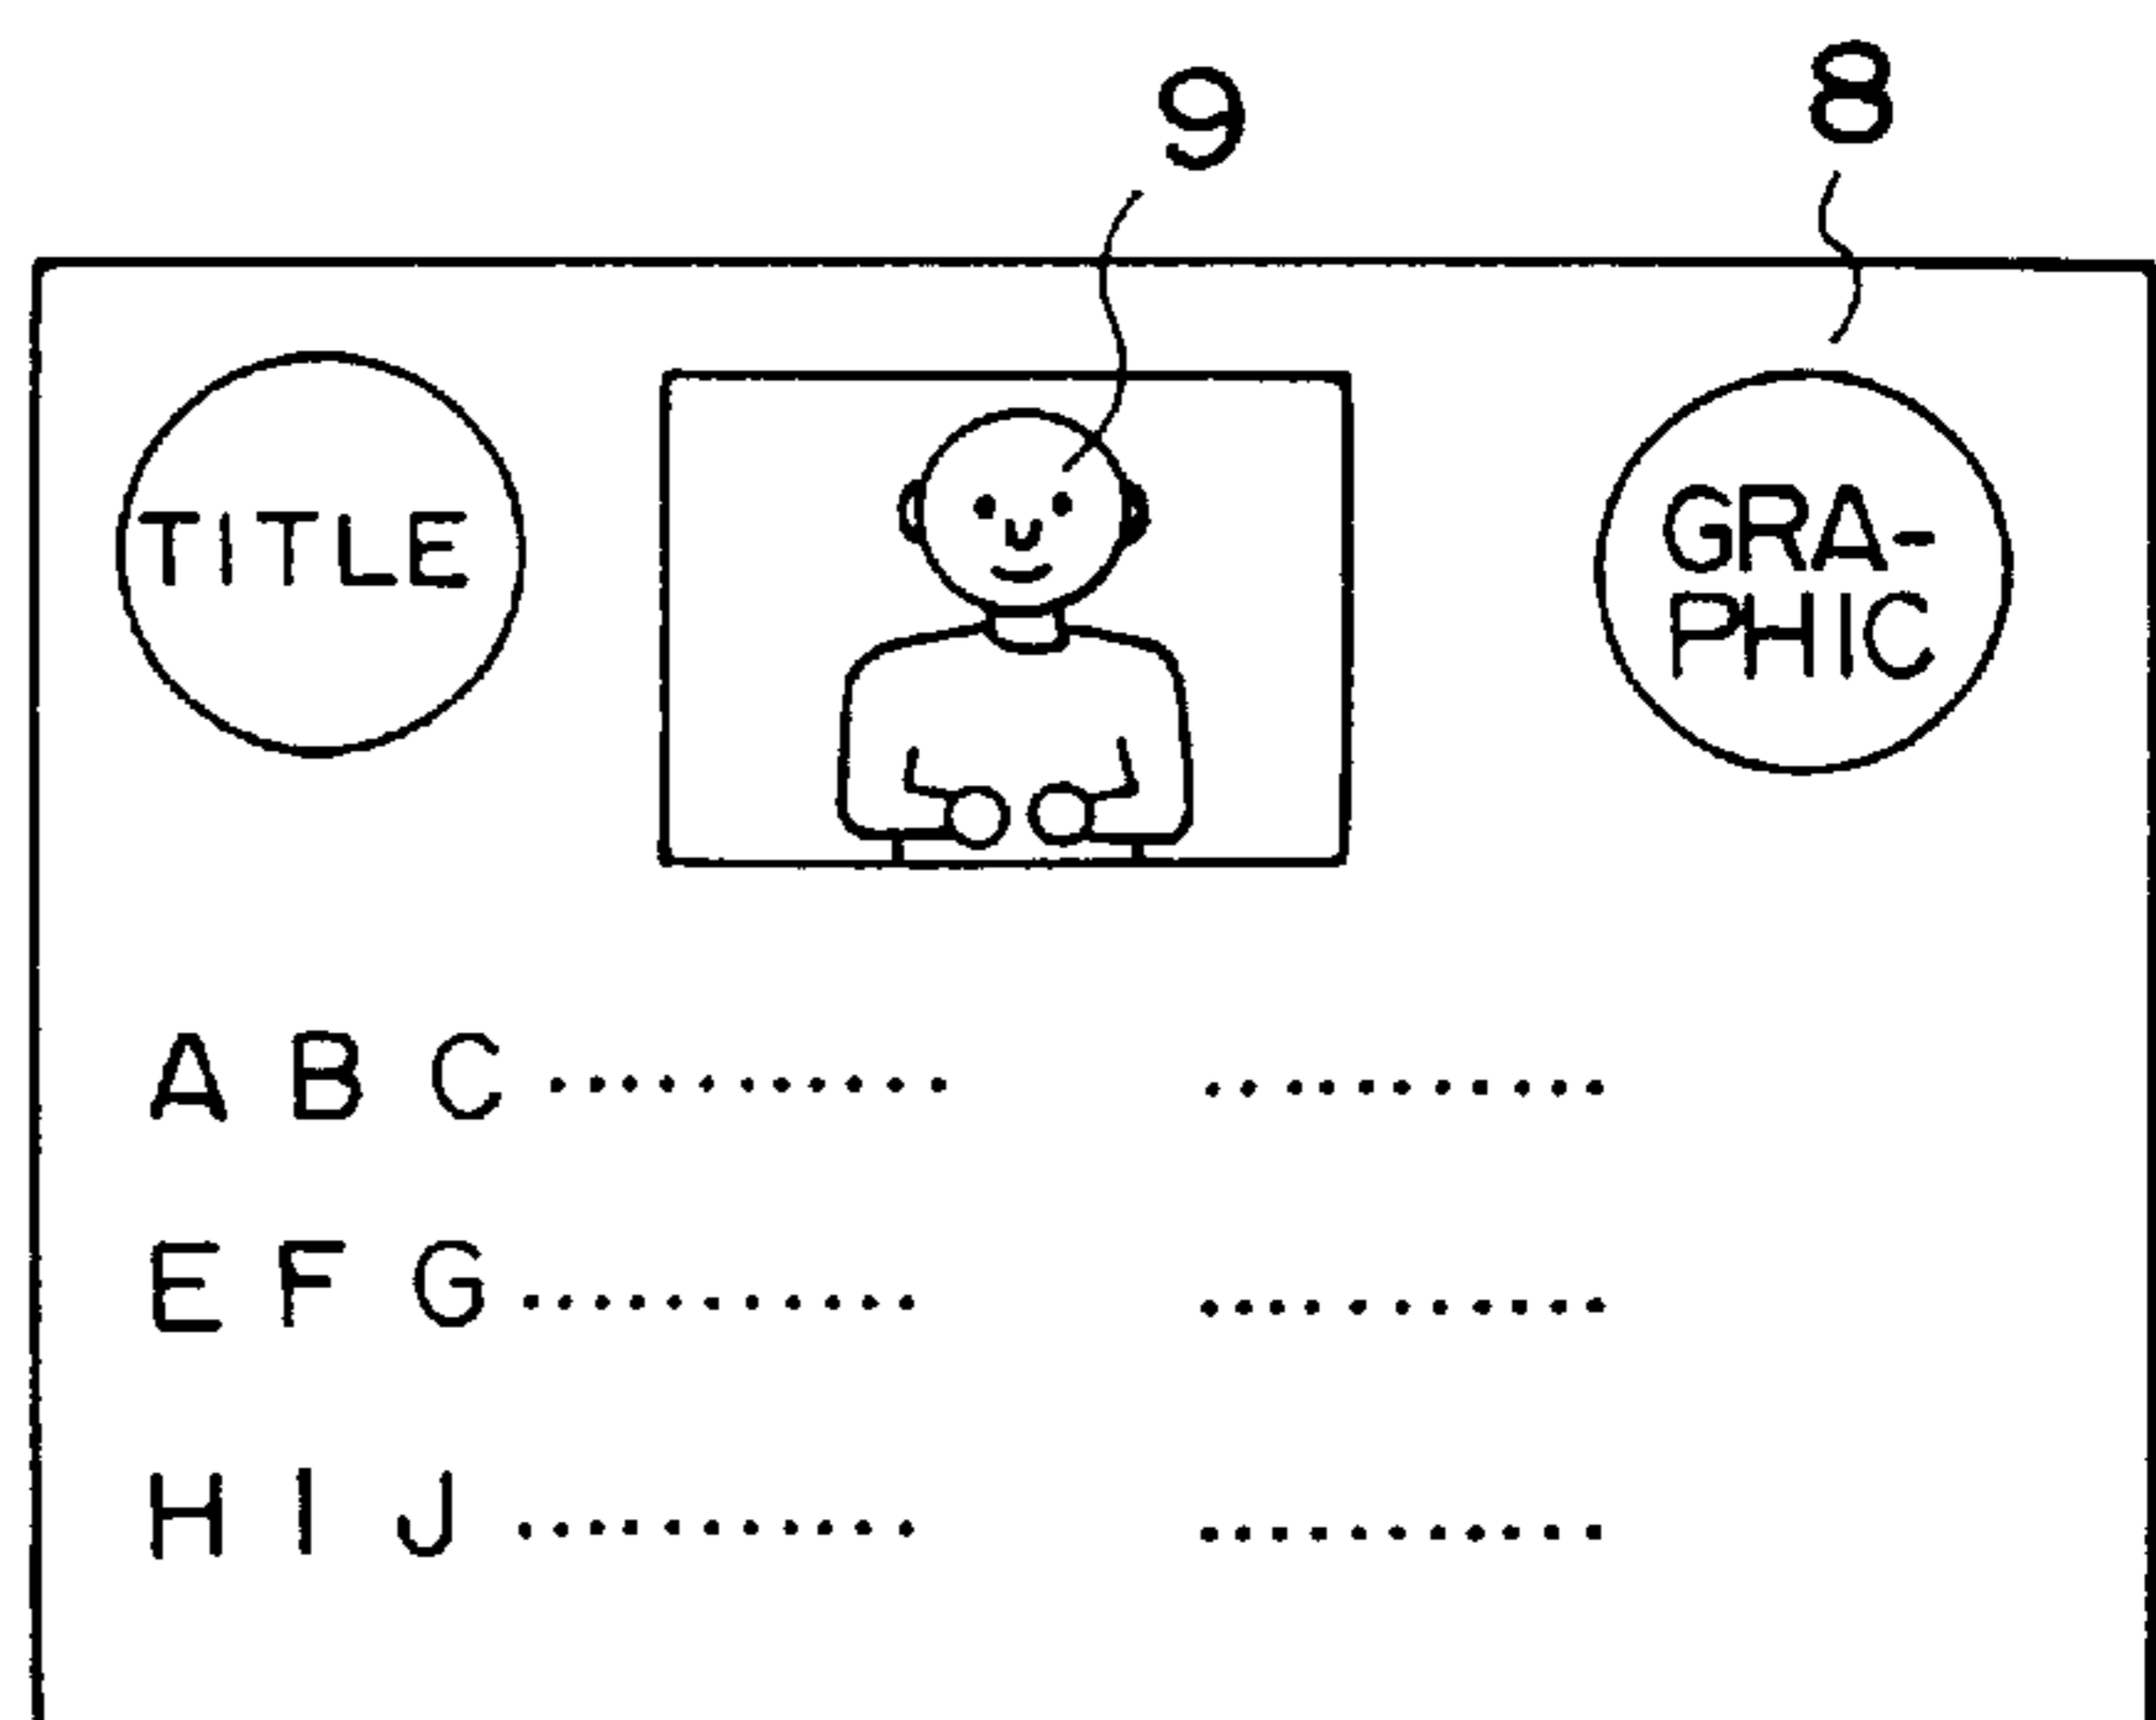 9
8
TITLE
GRA-
PHIC
A B C ........... ...........
E F G ........... ...........
H I J ........... ...........